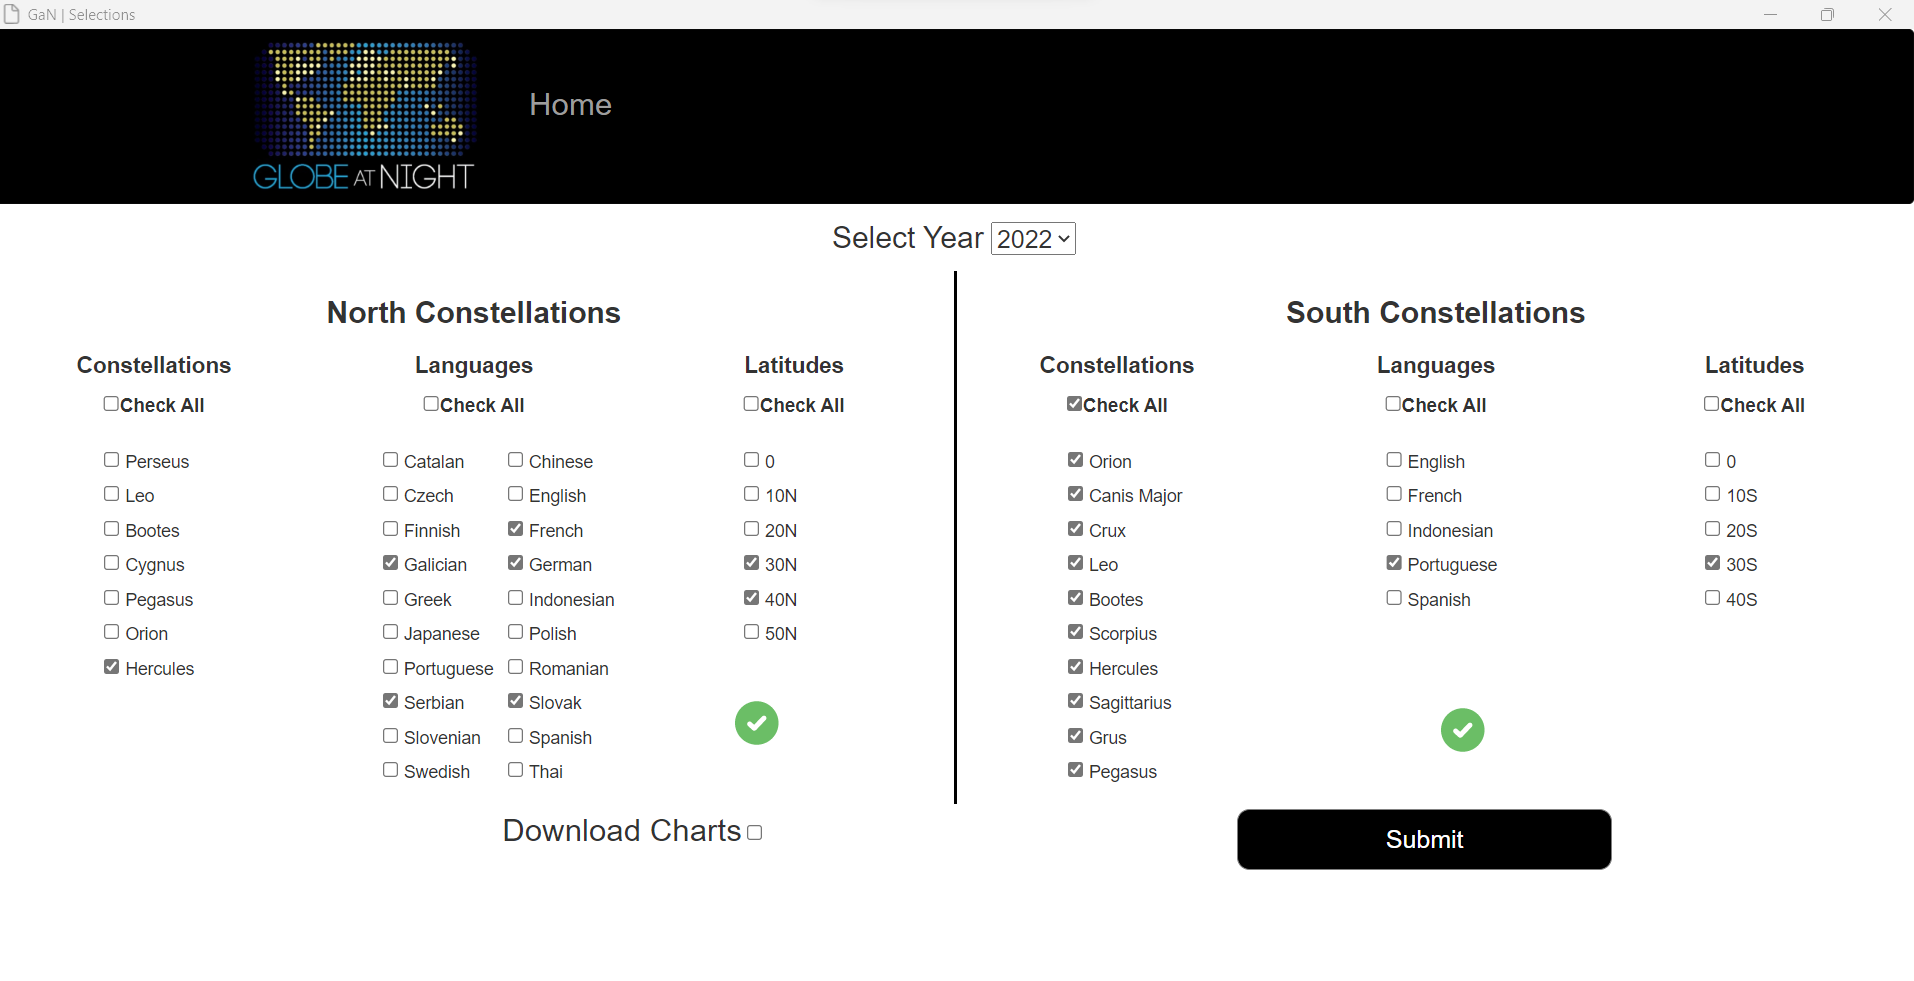 GaN | Selections
GLOBE AT NIGHT
Home
Select Year 2022
North Constellations
Constellations
Check All
Perseus
Leo
Bootes
Cygnus
Pegasus
Orion
Hercules
Languages
Check All
Catalan Chinese
Czech English
Finnish French
Galician German
Greek Indonesian
Japanese Polish
Portuguese Romanian
Serbian Slovak
Slovenian Spanish
Swedish Thai
Latitudes
Check All
0
10N
20N
30N
40N
50N
South Constellations
Constellations
Check All
Orion
Canis Major
Crux
Leo
Bootes
Scorpius
Hercules
Sagittarius
Grus
Pegasus
Languages
Check All
English
French
Indonesian
Portuguese
Spanish
Latitudes
Check All
0
10S
20S
30S
40S
Download Charts
Submit